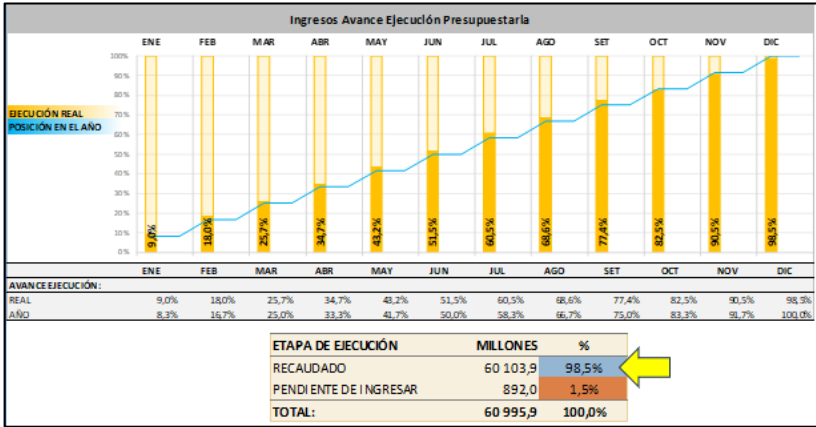 Ingresos Avance Ejecución Presupuestaria
ENE FEB MAR ABR MAY JUN JUL AGO SET OCT NOV DIC
100%
90%
80%
70%
60%
50%
40%
30%
20%
10%
0%
EJECUCIÓN REAL
POSICIÓN EN EL AÑO
9,0% 18,0% 25,7% 34,7% 43,2% 51,5% 60,5% 68,6% 77,4% 82,5% 90,5% 98,5%
ENE FEB MAR ABR MAY JUN JUL AGO SET OCT NOV DIC
AVANCE EJECUCIÓN:
REAL 9,0% 18,0% 25,7% 34,7% 43,2% 51,5% 60,5% 68,6% 77,4% 82,5% 90,5% 98,5%
AÑO 8,3% 16,7% 25,0% 33,3% 41,7% 50,0% 58,3% 66,7% 75,0% 83,3% 91,7% 100,0%
ETAPA DE EJECUCIÓN MILLONES %
RECAUDADO 60 103,9 98,5%
PENDIENTE DE INGRESAR 892,0 1,5%
TOTAL: 60 995,9 100,0%